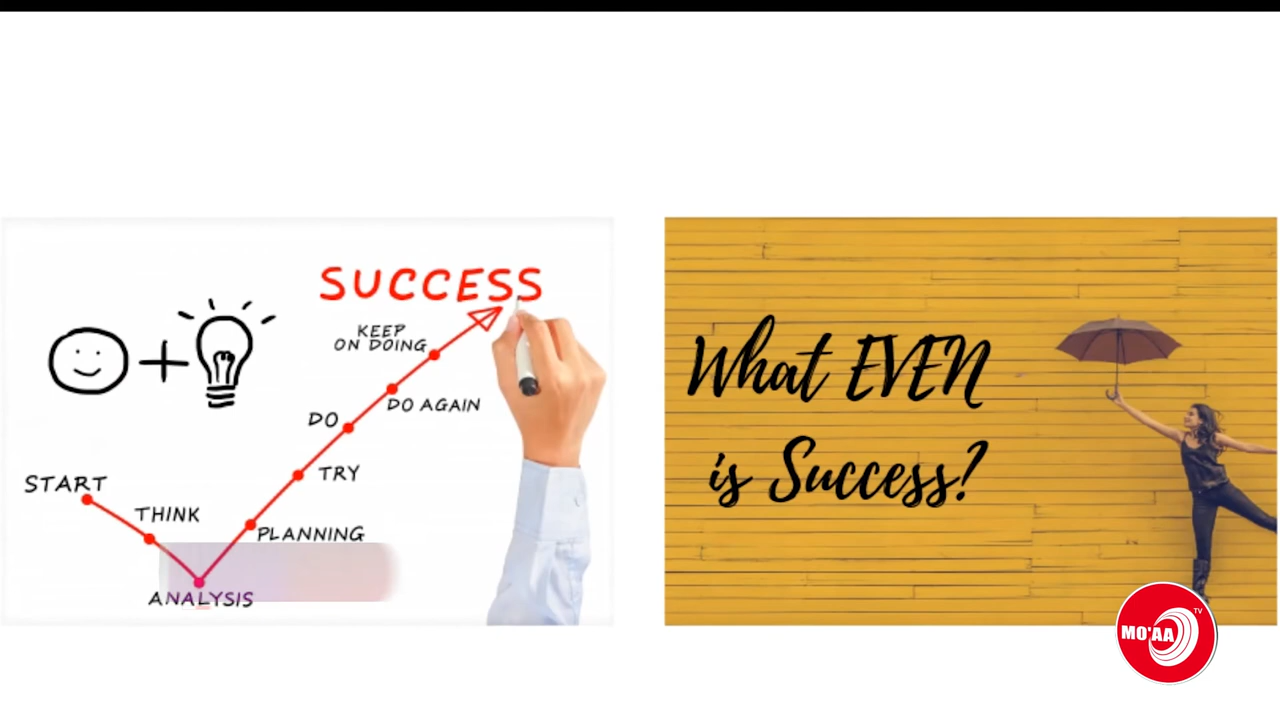 SUCCESS
KEEP
ON DOING
DO AGAIN
DO
TRY
START
THINK
PLANNING
ANALYSIS
What EVEN
is Success?
MO'AA
TV